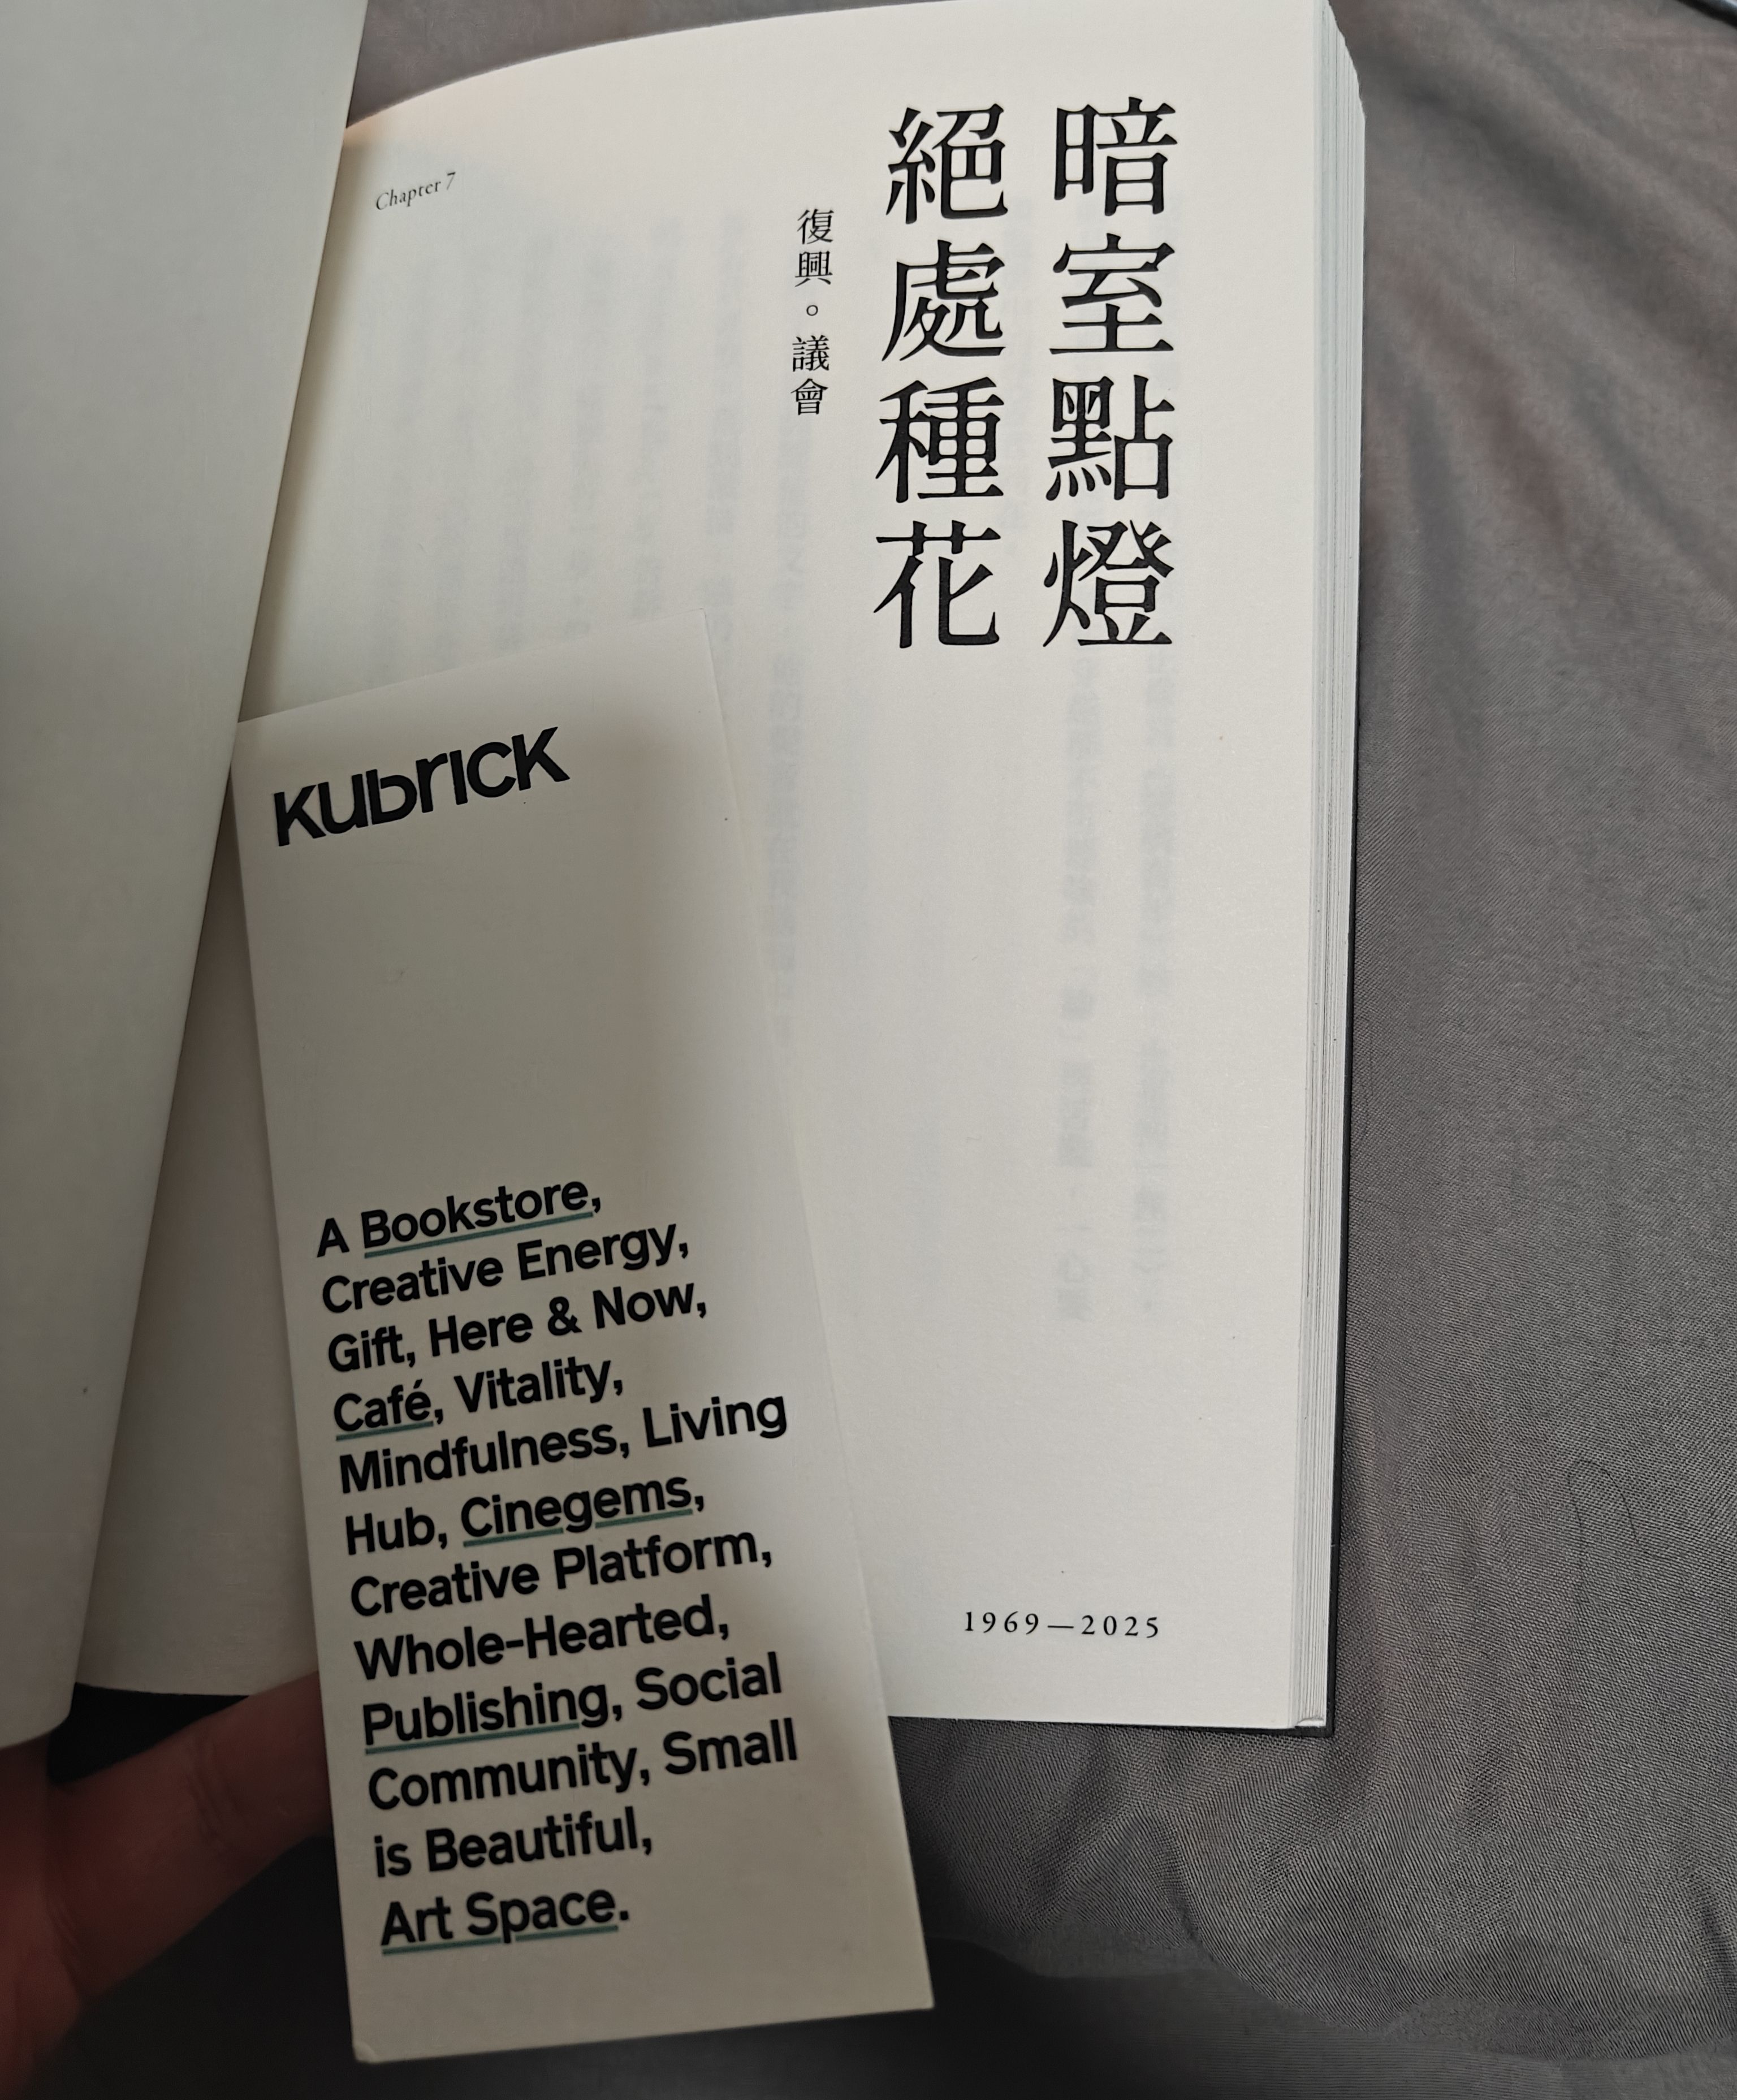 暗室點燈
絕處種花
復興。議會
Chapter 7
1969—2025
KUBRICK
A Bookstore,
Creative Energy,
Gift, Here & Now,
Café, Vitality,
Mindfulness, Living
Hub, Cinegems,
Creative Platform,
Whole-Hearted,
Publishing, Social
Community, Small
is Beautiful,
Art Space.